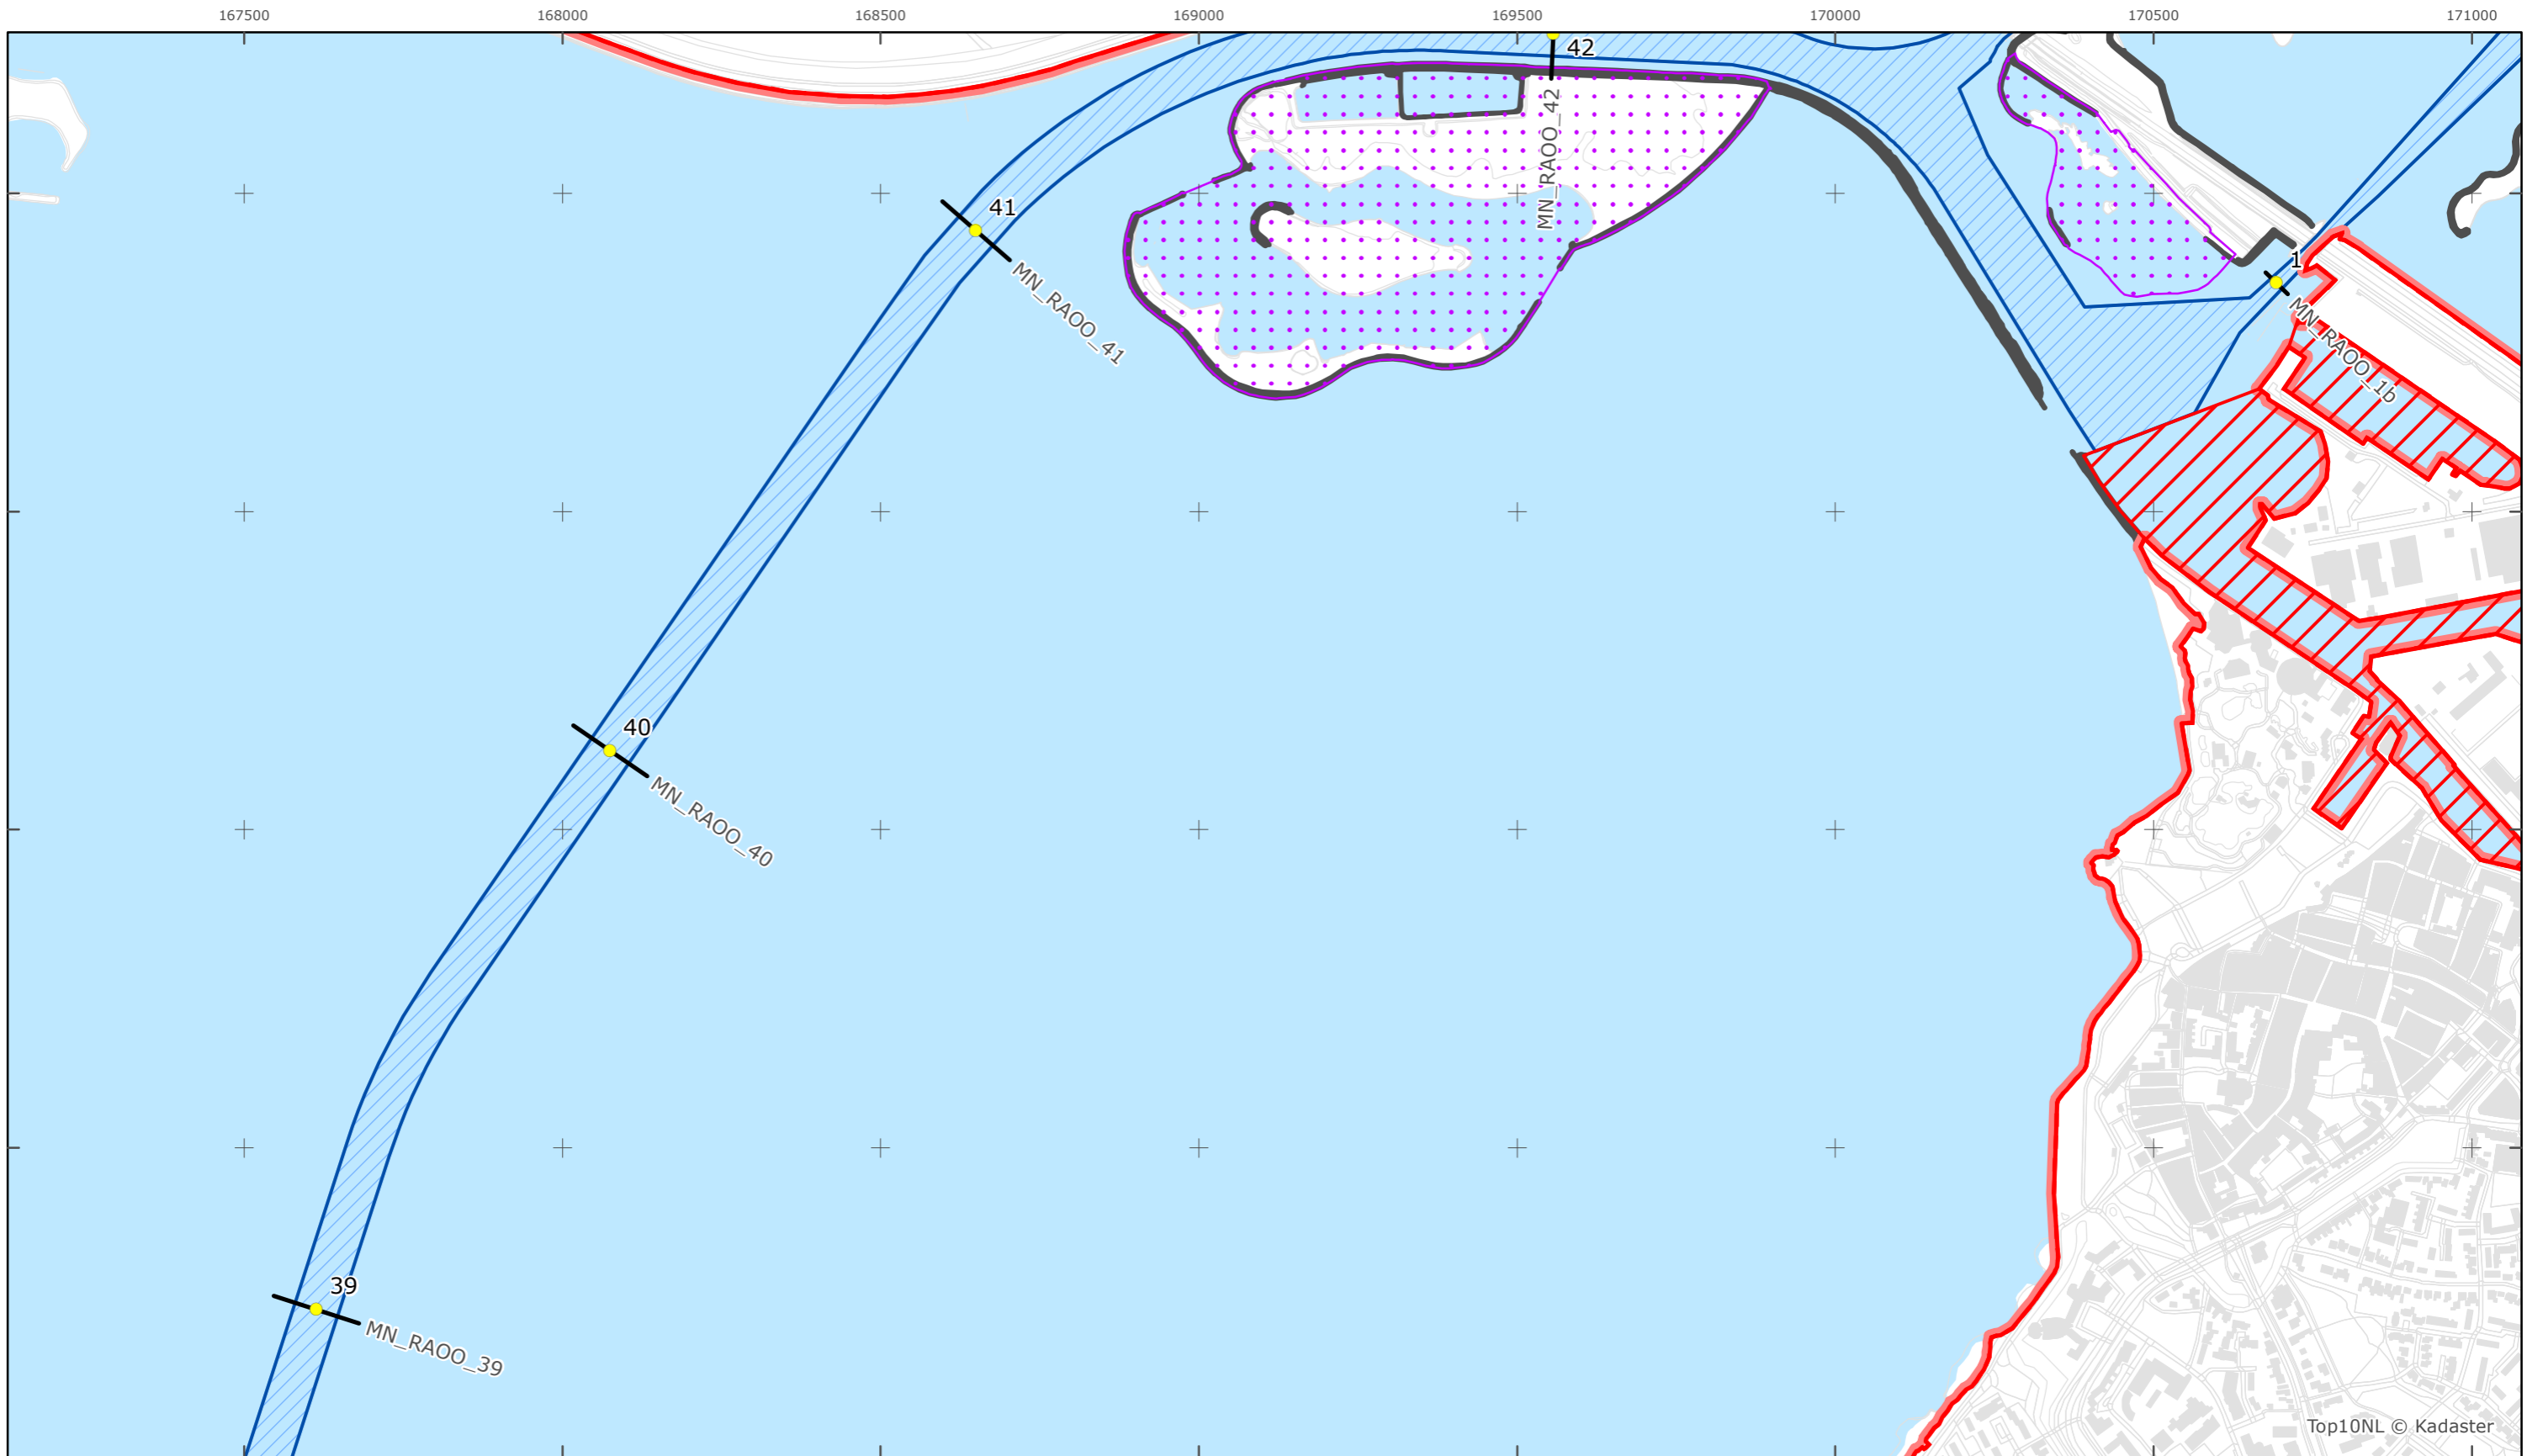 167500 168000 168500 169000 169500 170000 170500 171000
42
MN_RAOO_42
41
MN_RAOO_41
1
MN_RAOO_1b
40
MN_RAOO_40
39
MN_RAOO_39
Top10NL © Kadaster